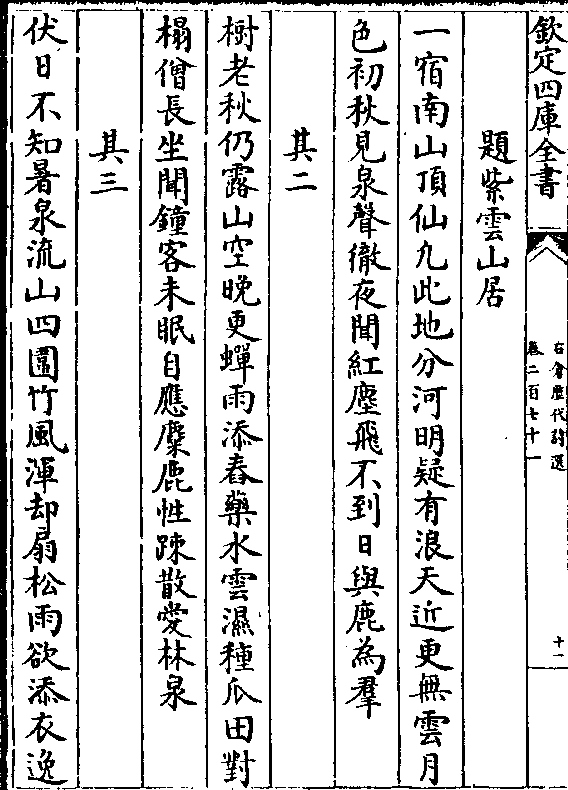 欽定四庫全書
石倉歷代詩選
卷二百七十一
十一
題紫雲山居
一宿南山頂仙凡此地分河明疑有浪天近更無雲月
色初秋見泉聲徹夜聞紅塵飛不到日與鹿為羣
其二
樹老秋仍露山空晚更蟬雨添舂藥水雲濕種瓜田對
榻僧長坐聞鐘客未眠自應麋鹿性踈散愛林泉
其三
伏日不知暑泉流山四圍竹風渾却扇松雨欲添衣逸